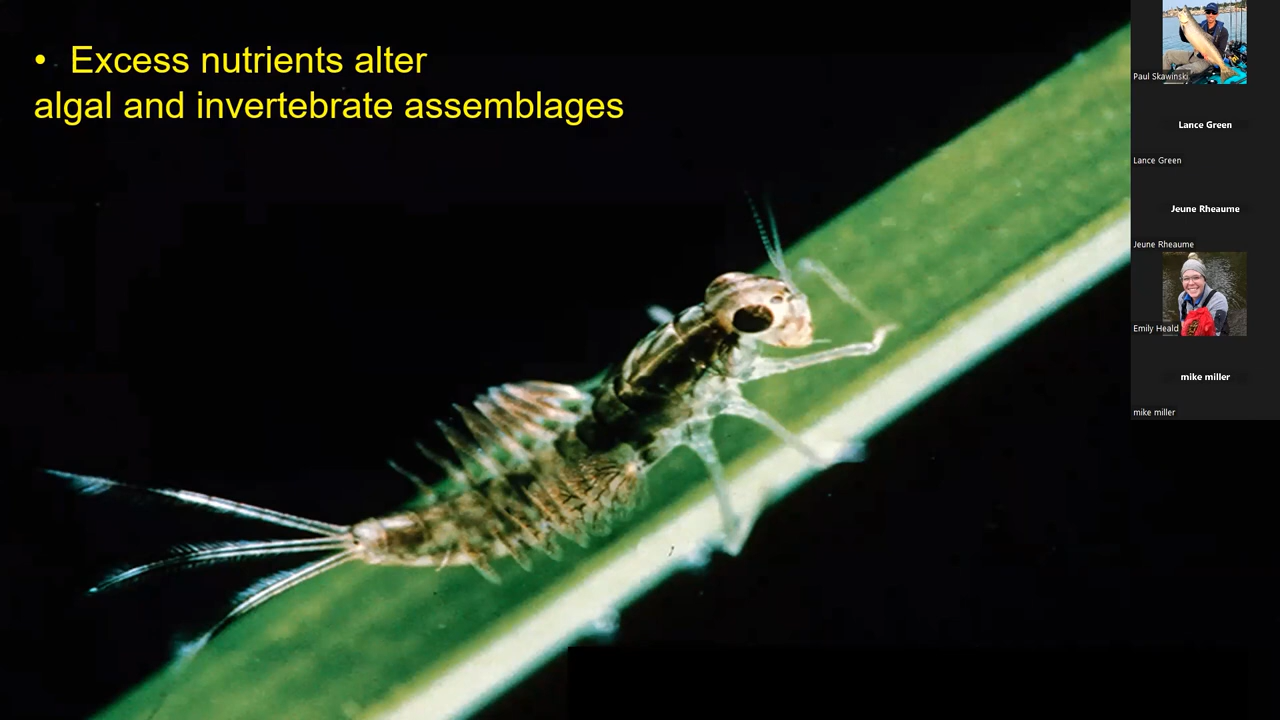 • Excess nutrients alter
algal and invertebrate assemblages
Paul Skawinski
Lance Green
Lance Green
Jeune Rheaume
Jeune Rheaume
Emily Heald
mike miller
mike miller